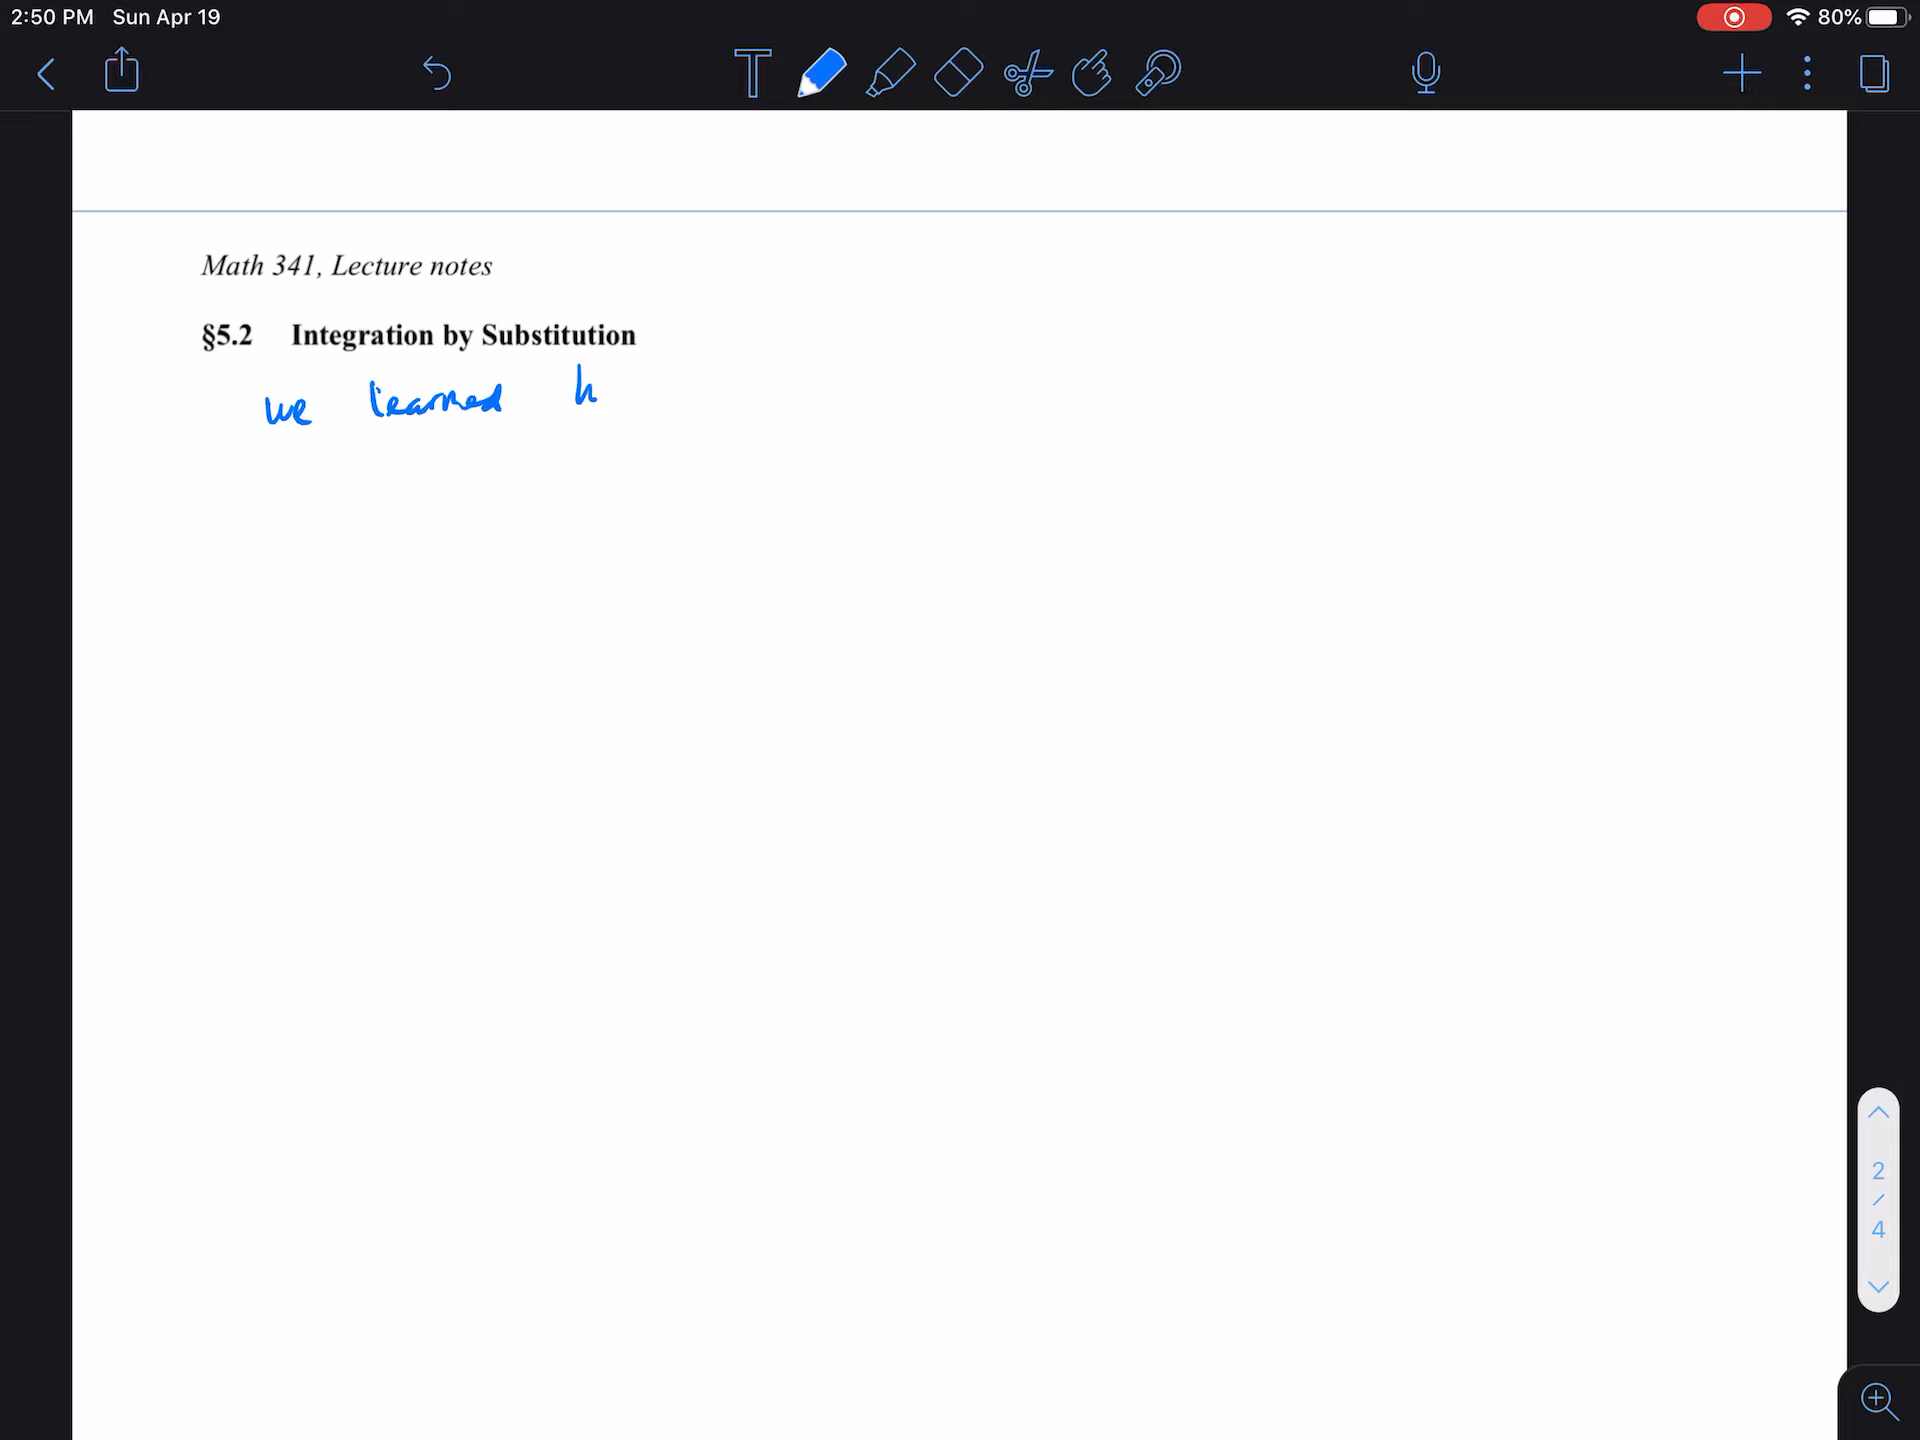 2:50 PM Sun Apr 19 80%
T
Math 341, Lecture notes
§5.2 Integration by Substitution
we learned h
2
/
4